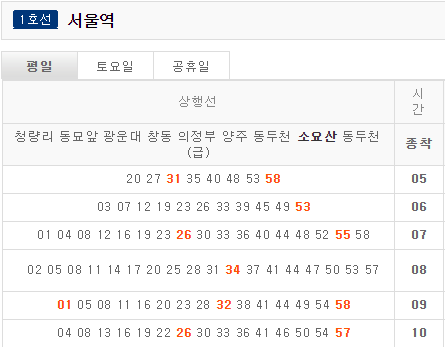 1호선 서울역
평일 토요일 공휴일
상행선 시간
청량리 동묘앞 광운대 창동 의정부 양주 동두천 소요산 동두천(급) 종착
20 27 31 35 40 48 53 58 05
03 07 12 19 23 26 33 39 45 49 53 06
01 04 08 12 16 19 23 26 30 33 36 40 44 48 52 55 58 07
02 05 08 11 14 17 20 25 28 31 34 37 41 44 47 50 53 57 08
01 05 08 11 16 20 23 28 32 38 41 44 49 54 58 09
04 08 13 16 19 22 26 30 33 36 41 46 50 54 57 10